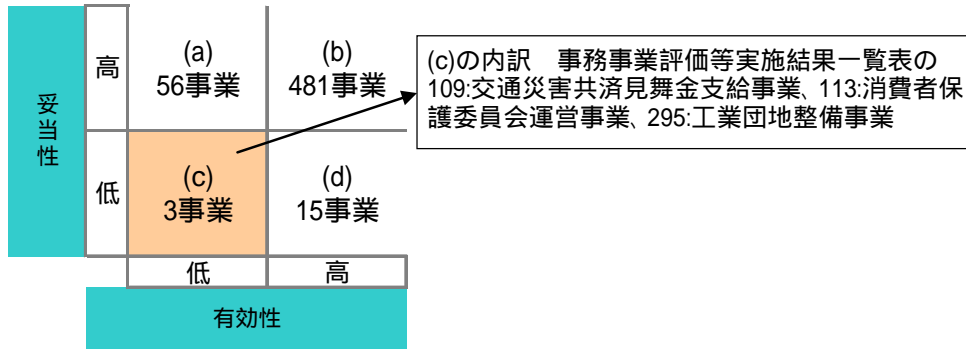 妥当性
高
(a)
56事業
(b)
481事業
(c)の内訳 事務事業評価等実施結果一覧表の
109:交通災害共済見舞金支給事業、113:消費者保
護委員会運営事業、295:工業団地整備事業
低
(c)
3事業
(d)
15事業
低
高
有効性